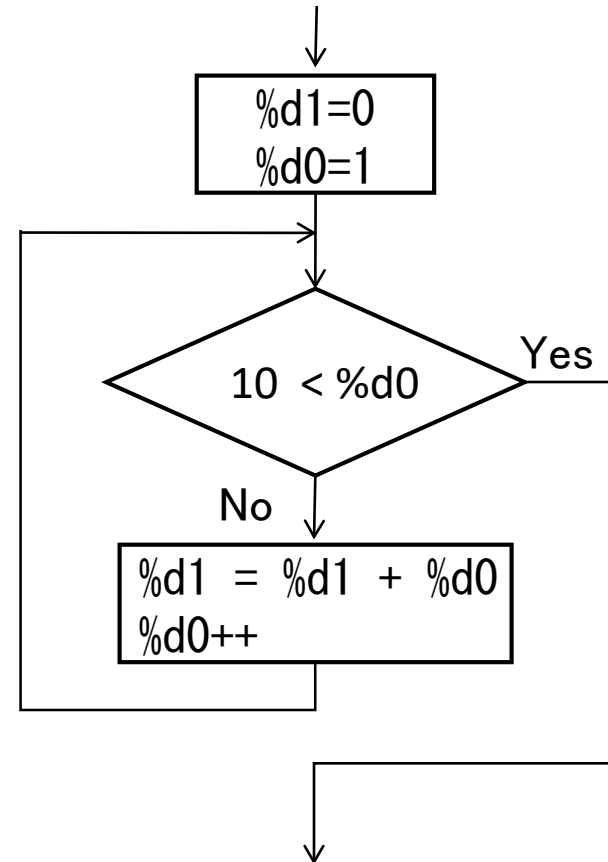 %d1=0
%d0=1
10 < %d0
Yes
No
%d1 = %d1 + %d0
%d0++